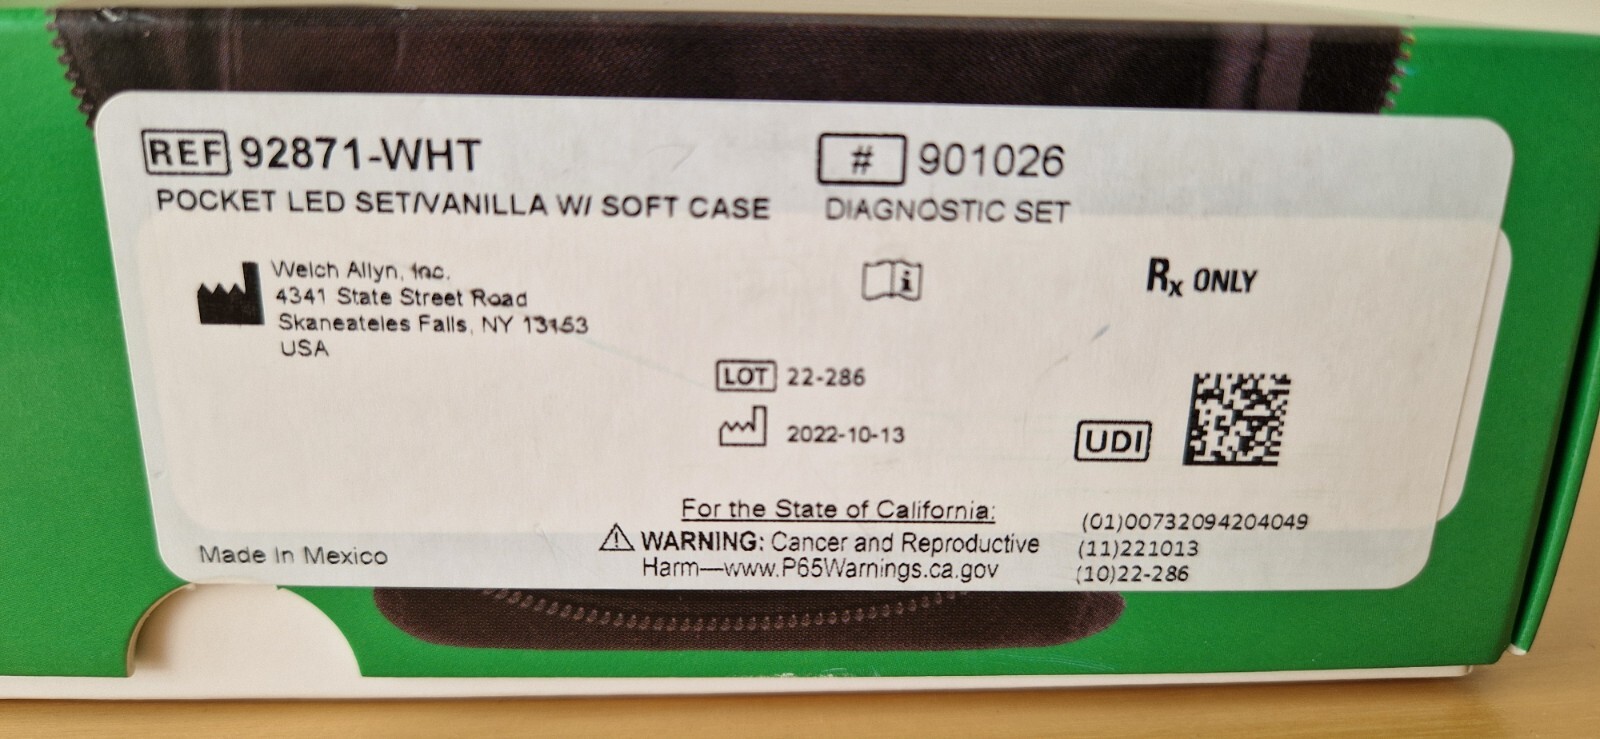 REF 92871-WHT
# 901026
POCKET LED SET/VANILLA W/ SOFT CASE
DIAGNOSTIC SET
Welch Allyn, Inc.
4341 State Street Road
Skaneateles Falls, NY 13153
USA
i
Rx ONLY
LOT 22-286
2022-10-13
UDI
For the State of California:
WARNING: Cancer and Reproductive
Harm—www.P65Warnings.ca.gov
(01)00732094204049
(11)221013
(10)22-286
Made In Mexico